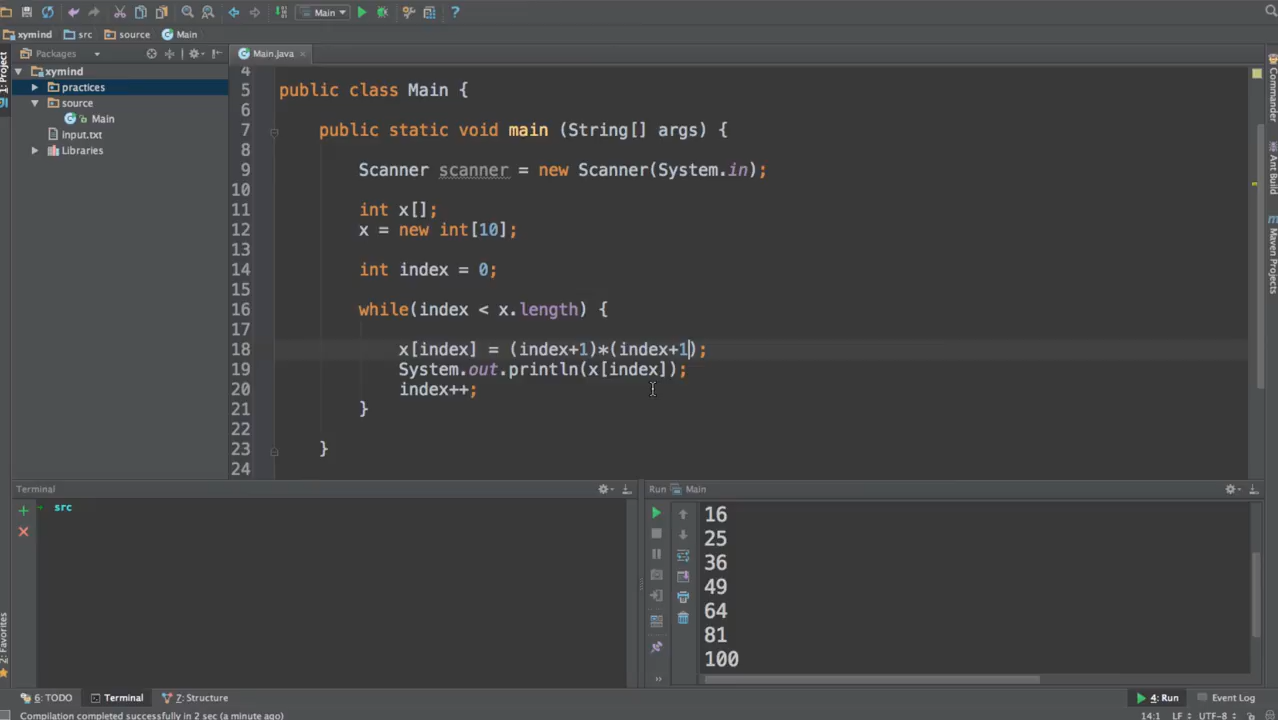 Main
xymind src source Main
Packages
Main.java
1: Project
xymind
practices
source
Main
input.txt
Libraries
4
5 public class Main {
6
7 public static void main (String[] args) {
8
9 Scanner scanner = new Scanner(System.in);
10
11 int x[];
12 x = new int[10];
13
14 int index = 0;
15
16 while(index < x.length) {
17
18 x[index] = (index+1)*(index+1);
19 System.out.println(x[index]);
20 index++;
21 }
22
23 }
24
Commander
Ant Build
Maven Projects
2: Favorites
Terminal
src
Run Main
16
25
36
49
64
81
100
6: TODO Terminal 7: Structure 4: Run Event Log
Compilation completed successfully in 2 sec (a minute ago) 14:1 LF UTF-8